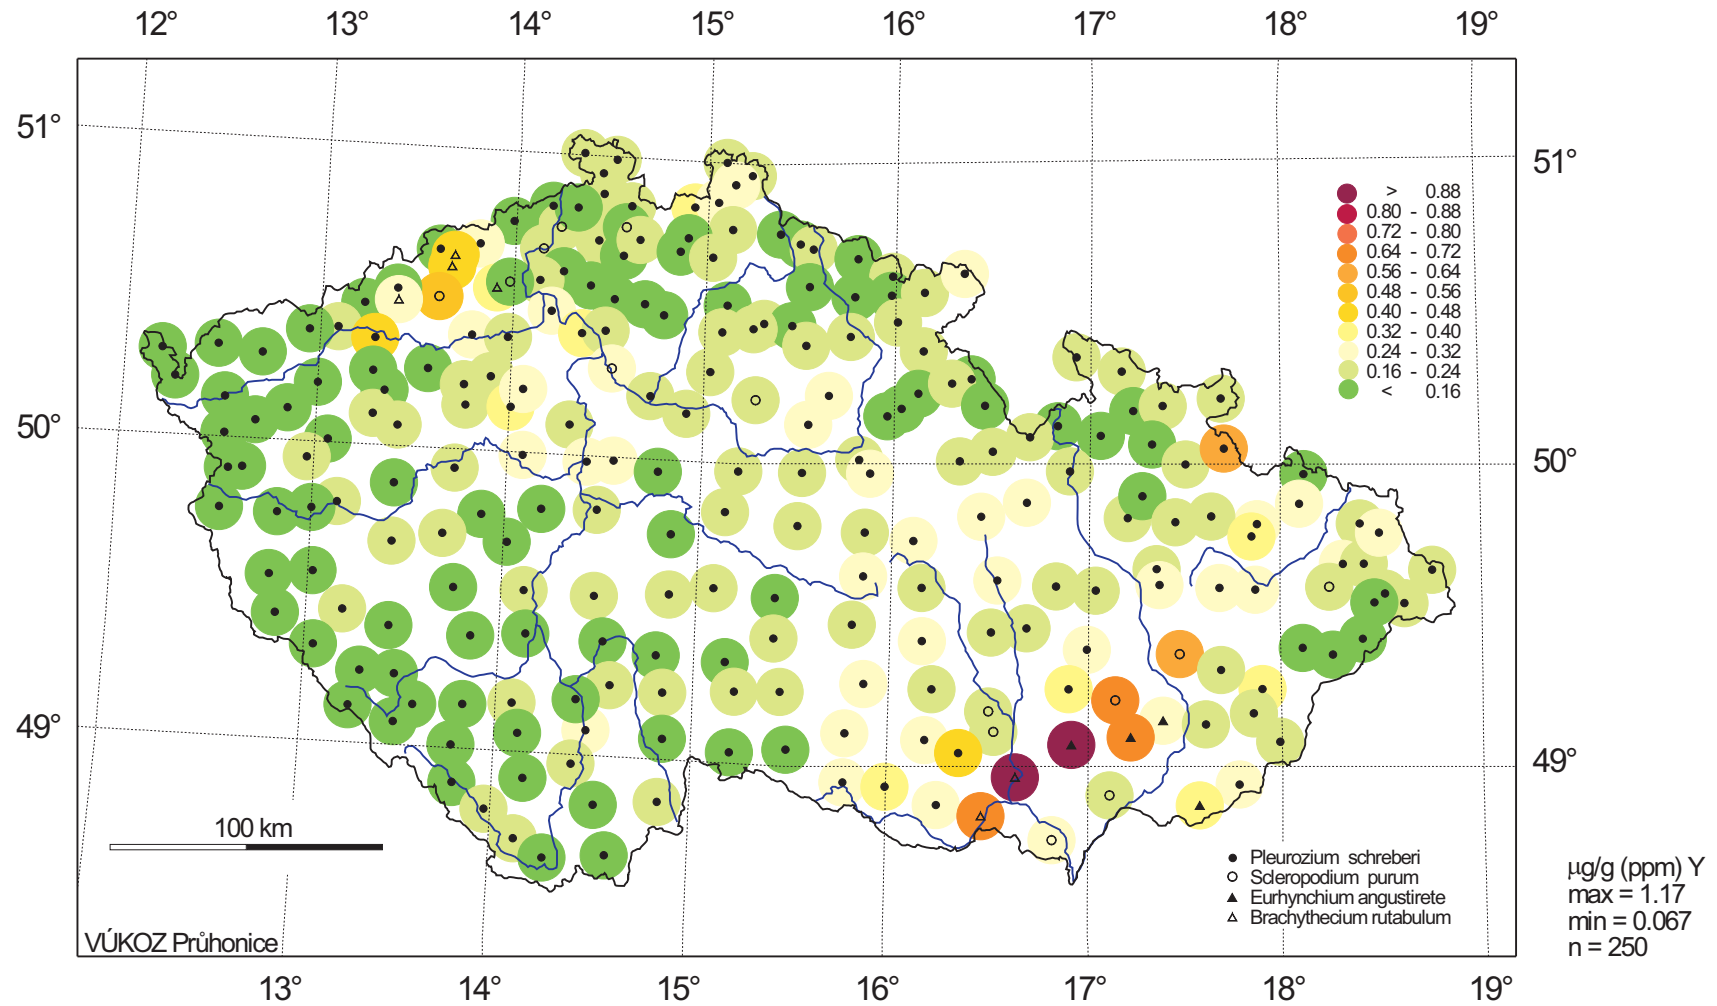 12° 13° 14° 15° 16° 17° 18° 19°
51°
51°
> 0.88
0.80 - 0.88
0.72 - 0.80
0.64 - 0.72
0.56 - 0.64
0.48 - 0.56
0.40 - 0.48
0.32 - 0.40
0.24 - 0.32
0.16 - 0.24
< 0.16
50°
50°
49°
49°
100 km
Pleurozium schreberi
Scleropodium purum
Eurhynchium angustirete
Brachythecium rutabulum
µg/g (ppm) Y
max = 1.17
min = 0.067
n = 250
VÚKOZ Průhonice
13° 14° 15° 16° 17° 18° 19°